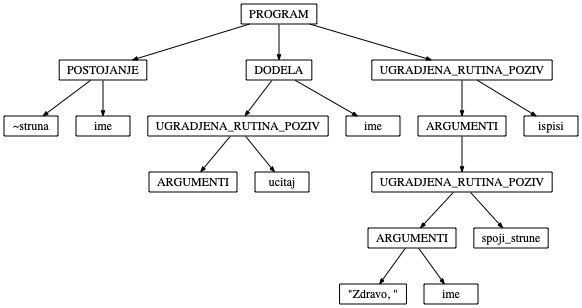 PROGRAM
POSTOJANJE
DODELA
UGRADJENA_RUTINA_POZIV
~struna
ime
UGRADJENA_RUTINA_POZIV
ime
ARGUMENTI
ispisi
ARGUMENTI
ucitaj
UGRADJENA_RUTINA_POZIV
ARGUMENTI
spoji_strune
"Zdravo, "
ime